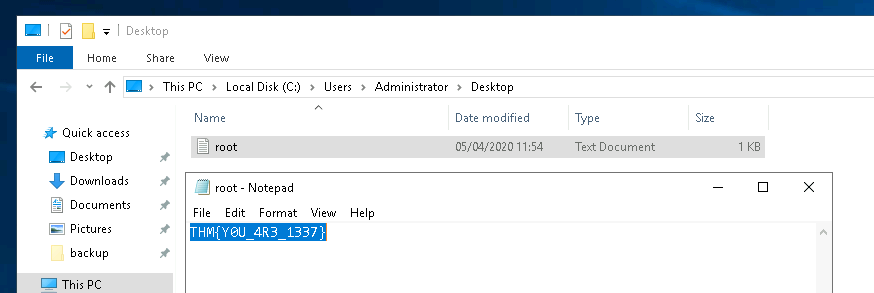 Desktop
File Home Share View
This PC Local Disk (C:) Users Administrator Desktop
Name Date modified Type Size
Quick access
root 05/04/2020 11:54 Text Document 1 KB
Desktop
Downloads
root - Notepad
Documents
File Edit Format View Help
Pictures
THM{Y0U_4R3_1337}
backup
This PC